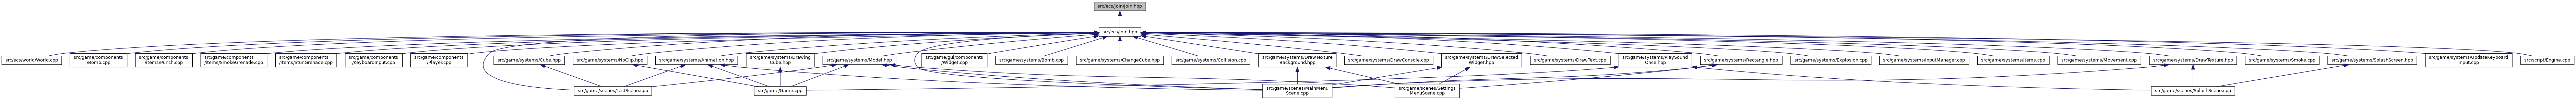 src/ecs/join/join.hpp
src/ecs/join.hpp
src/ecs/world/World.cpp
src/game/components
/Bomb.cpp
src/game/components
/items/Punch.cpp
src/game/components
/items/SmokeGrenade.cpp
src/game/components
/items/StunGrenade.cpp
src/game/components
/KeyboardInput.cpp
src/game/components
/Player.cpp
src/game/systems/Cube.hpp
src/game/systems/NoClip.hpp
src/game/systems/Animation.hpp
src/game/systems/Drawing
Cube.hpp
src/game/systems/Model.hpp
src/game/gui/components
/Widget.cpp
src/game/systems/Bomb.cpp
src/game/systems/ChangeCube.hpp
src/game/systems/Collision.cpp
src/game/systems/DrawTexture
Background.hpp
src/game/systems/DrawConsole.cpp
src/game/systems/DrawSelected
Widget.hpp
src/game/systems/DrawText.cpp
src/game/systems/PlaySound
Once.hpp
src/game/systems/Rectangle.hpp
src/game/systems/Explosion.cpp
src/game/systems/InputManager.cpp
src/game/systems/Items.cpp
src/game/systems/Movement.cpp
src/game/systems/DrawTexture.hpp
src/game/systems/Smoke.cpp
src/game/systems/SplashScreen.hpp
src/game/systems/UpdateKeyboard
Input.cpp
src/script/Engine.cpp
src/game/scenes/TestScene.cpp
src/game/Game.cpp
src/game/scenes/MainMenu
Scene.cpp
src/game/scenes/Settings
MenuScene.cpp
src/game/scenes/SplashScene.cpp